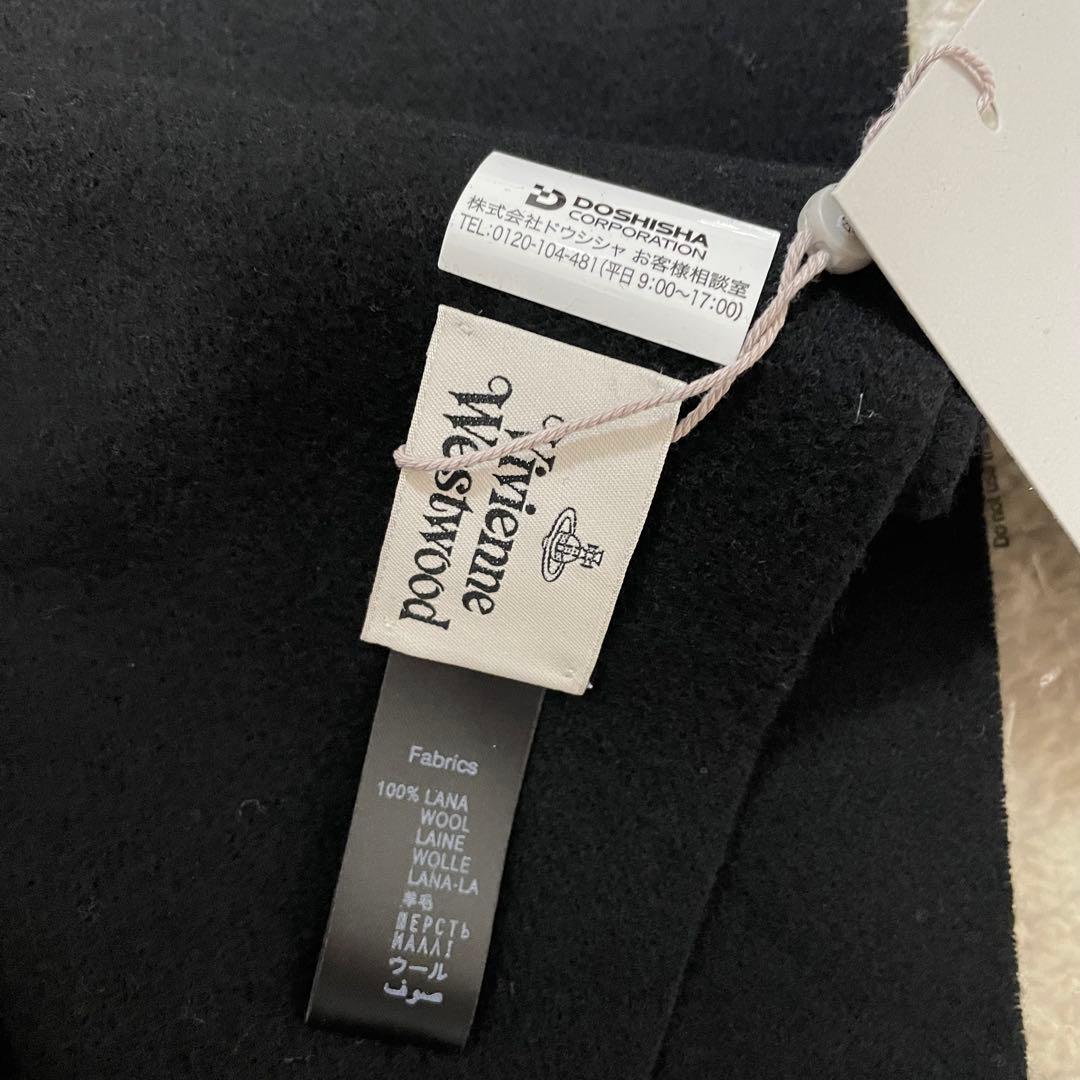 DOSHISHA
CORPORATION
株式会社ドウシシャ お客様相談室
TEL:0120-104-481(平日 9:00～17:00)
Vivienne
Westwood
Fabrics
100% LANA
WOOL
LAINE
WOLLE
LANA-LA
羊毛
ШЕРСТЬ
ΜΑΛΛΙ
ウール
صوف
Do not